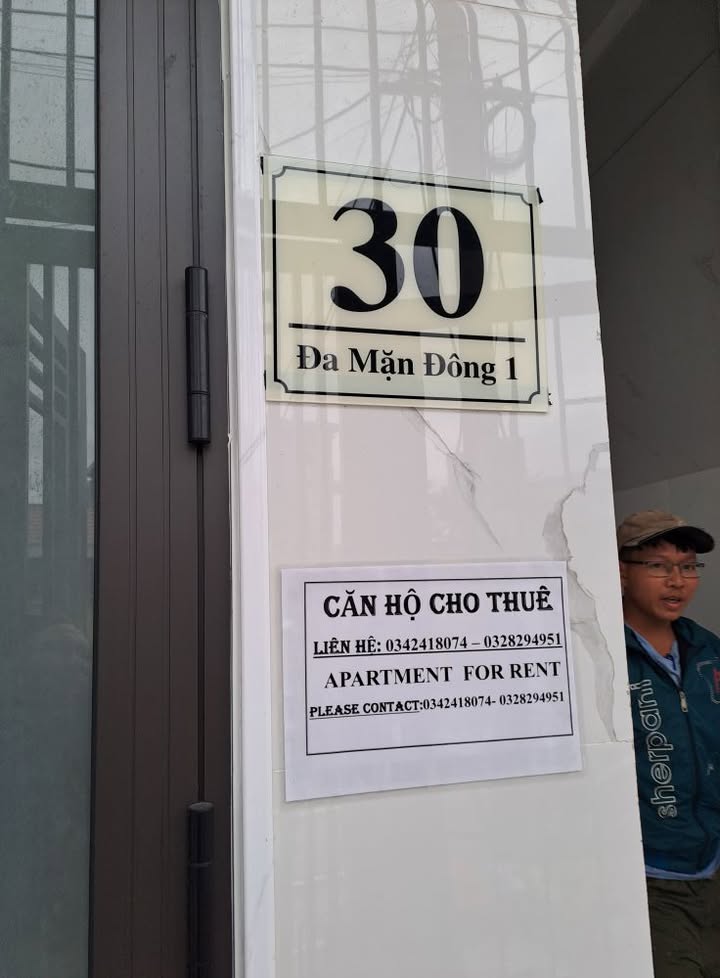 30
Đa Mặn Đông 1
CĂN HỘ CHO THUÊ
LIÊN HỆ: 0342418074 – 0328294951
APARTMENT FOR RENT
PLEASE CONTACT:0342418074- 0328294951
sherpani